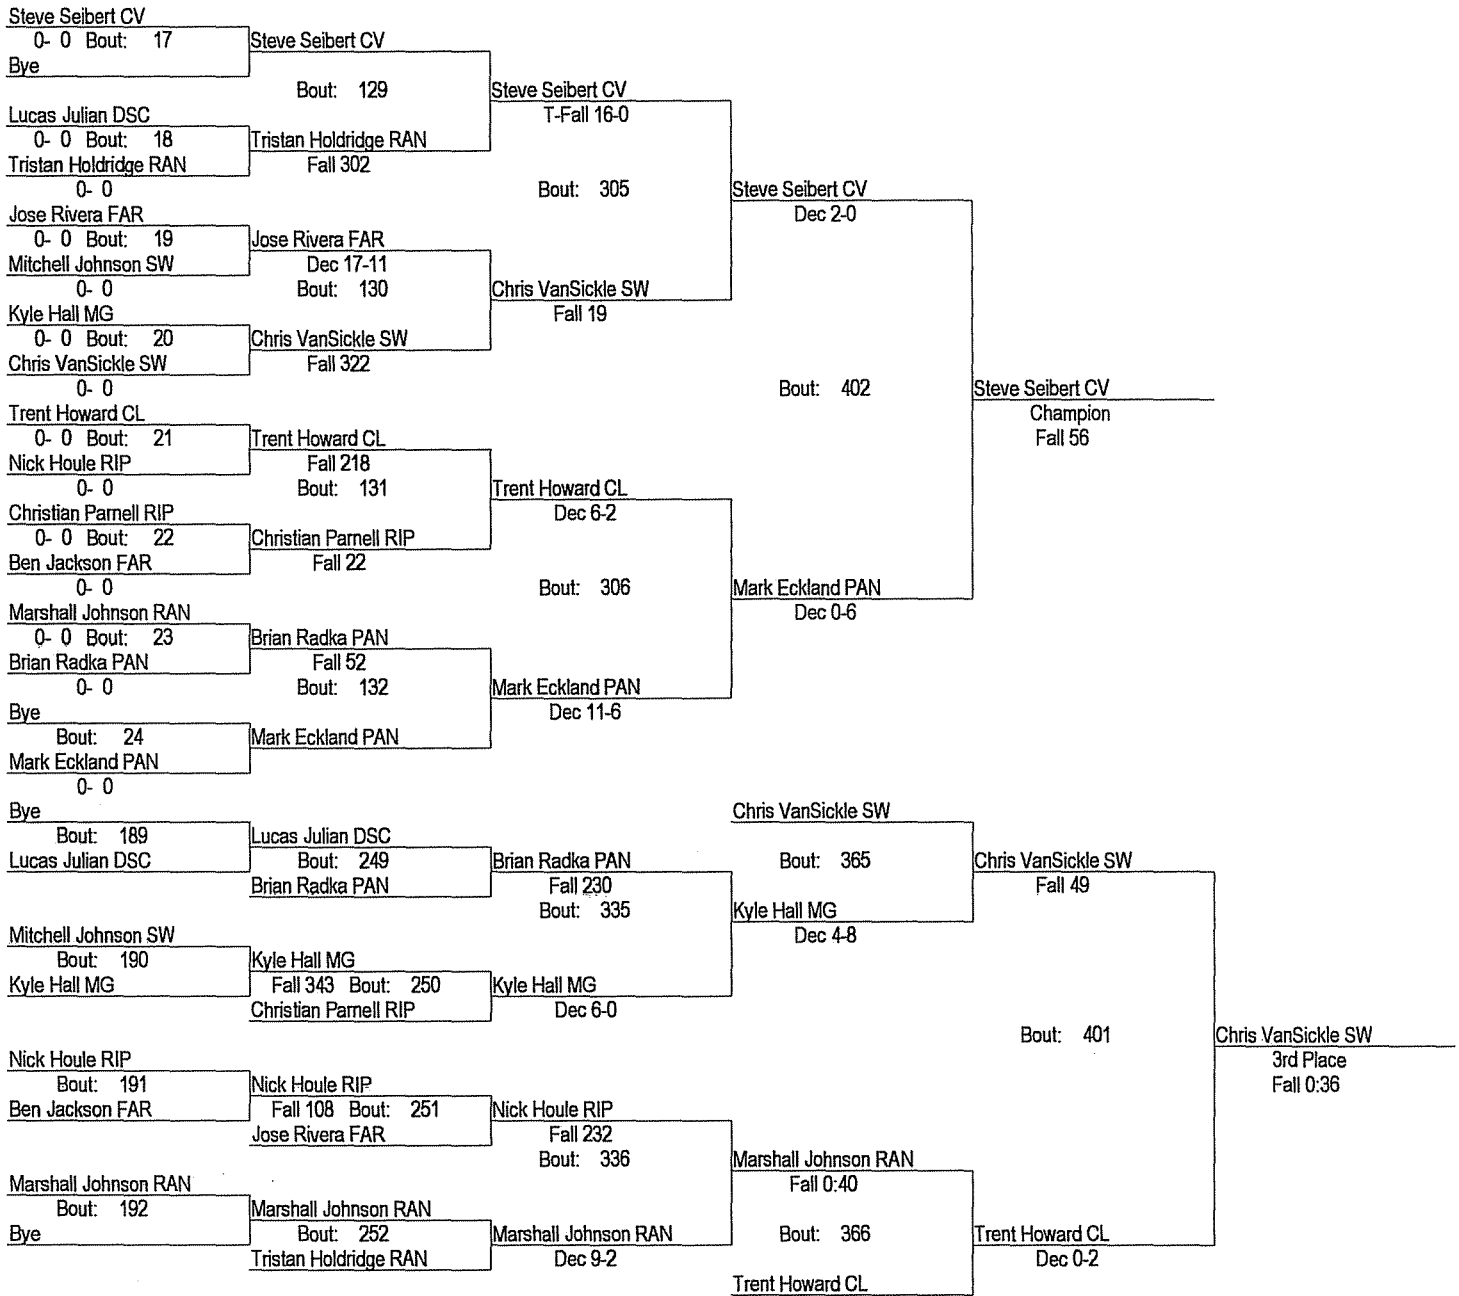 Steve Seibert CV
0- 0 Bout: 17
Bye
Steve Seibert CV
Bout: 129
Lucas Julian DSC
0- 0 Bout: 18
Tristan Holdridge RAN
0- 0
Tristan Holdridge RAN
Fall 302
Steve Seibert CV
T-Fall 16-0
Bout: 305
Jose Rivera FAR
0- 0 Bout: 19
Mitchell Johnson SW
0- 0
Jose Rivera FAR
Dec 17-11
Bout: 130
Kyle Hall MG
0- 0 Bout: 20
Chris VanSickle SW
0- 0
Chris VanSickle SW
Fall 322
Chris VanSickle SW
Fall 19
Steve Seibert CV
Dec 2-0
Bout: 402
Trent Howard CL
0- 0 Bout: 21
Nick Houle RIP
0- 0
Trent Howard CL
Fall 218
Bout: 131
Christian Parnell RIP
0- 0 Bout: 22
Ben Jackson FAR
0- 0
Christian Parnell RIP
Fall 22
Trent Howard CL
Dec 6-2
Bout: 306
Marshall Johnson RAN
0- 0 Bout: 23
Brian Radka PAN
0- 0
Brian Radka PAN
Fall 52
Bout: 132
Bye
Bout: 24
Mark Eckland PAN
0- 0
Mark Eckland PAN
Mark Eckland PAN
Dec 11-6
Mark Eckland PAN
Dec 0-6
Steve Seibert CV
Champion
Fall 56
Bye
Bout: 189
Lucas Julian DSC
Lucas Julian DSC
Bout: 249
Brian Radka PAN
Brian Radka PAN
Fall 230
Bout: 335
Mitchell Johnson SW
Bout: 190
Kyle Hall MG
Kyle Hall MG
Fall 343 Bout: 250
Christian Parnell RIP
Kyle Hall MG
Dec 6-0
Chris VanSickle SW
Bout: 365
Kyle Hall MG
Dec 4-8
Chris VanSickle SW
Fall 49
Bout: 401
Nick Houle RIP
Bout: 191
Ben Jackson FAR
Nick Houle RIP
Fall 108 Bout: 251
Jose Rivera FAR
Nick Houle RIP
Fall 232
Bout: 336
Marshall Johnson RAN
Bout: 192
Bye
Marshall Johnson RAN
Bout: 252
Tristan Holdridge RAN
Marshall Johnson RAN
Dec 9-2
Marshall Johnson RAN
Fall 0:40
Bout: 366
Trent Howard CL
Trent Howard CL
Dec 0-2
Chris VanSickle SW
3rd Place
Fall 0:36